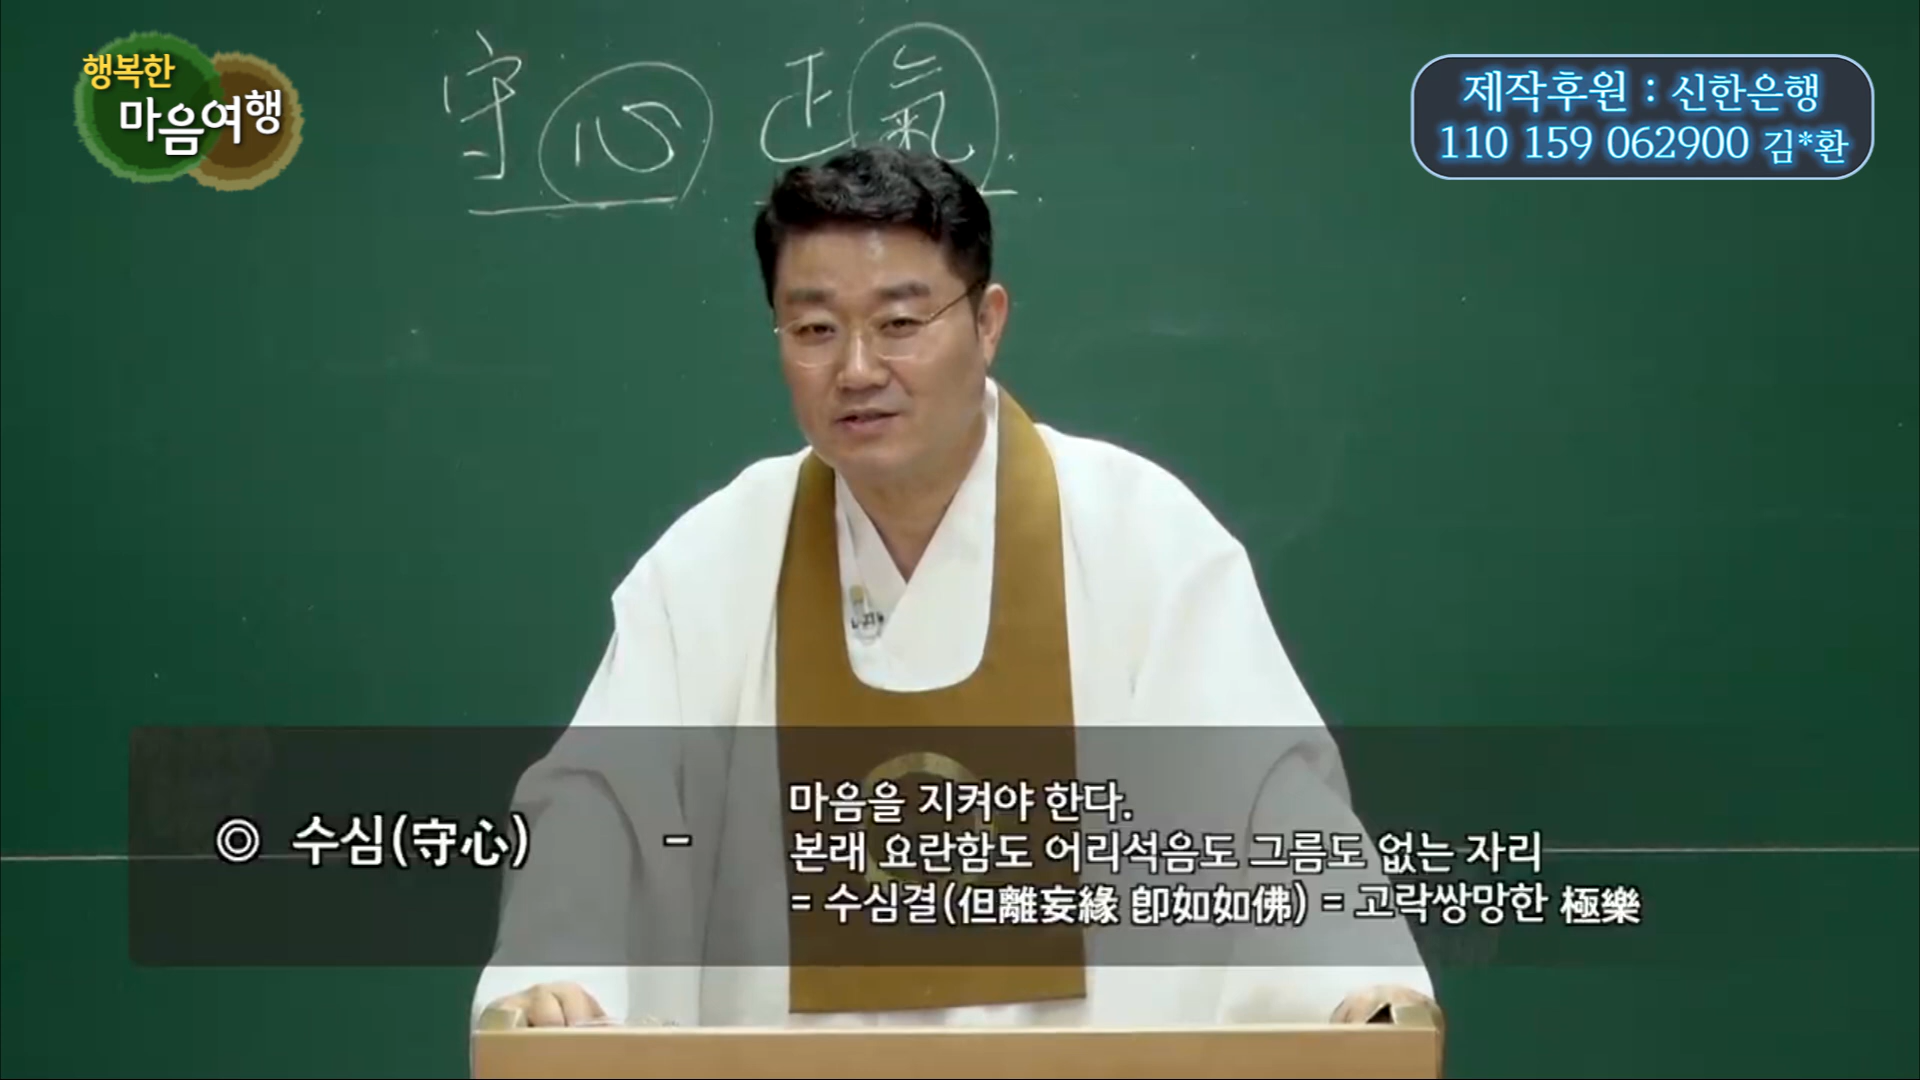 행복한
마음여행
守心 正氣
제작후원 : 신한은행
110 159 062900 김*환
◎ 수심(守心) -
마음을 지켜야 한다.
본래 요란함도 어리석음도 그름도 없는 자리
= 수심결(但離妄緣 卽如如佛) = 고락쌍망한 極樂